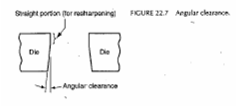 Straight portion (for resharpening)
FIGURE 22.7 Angular clearance.
Die
Die
Angular clearance